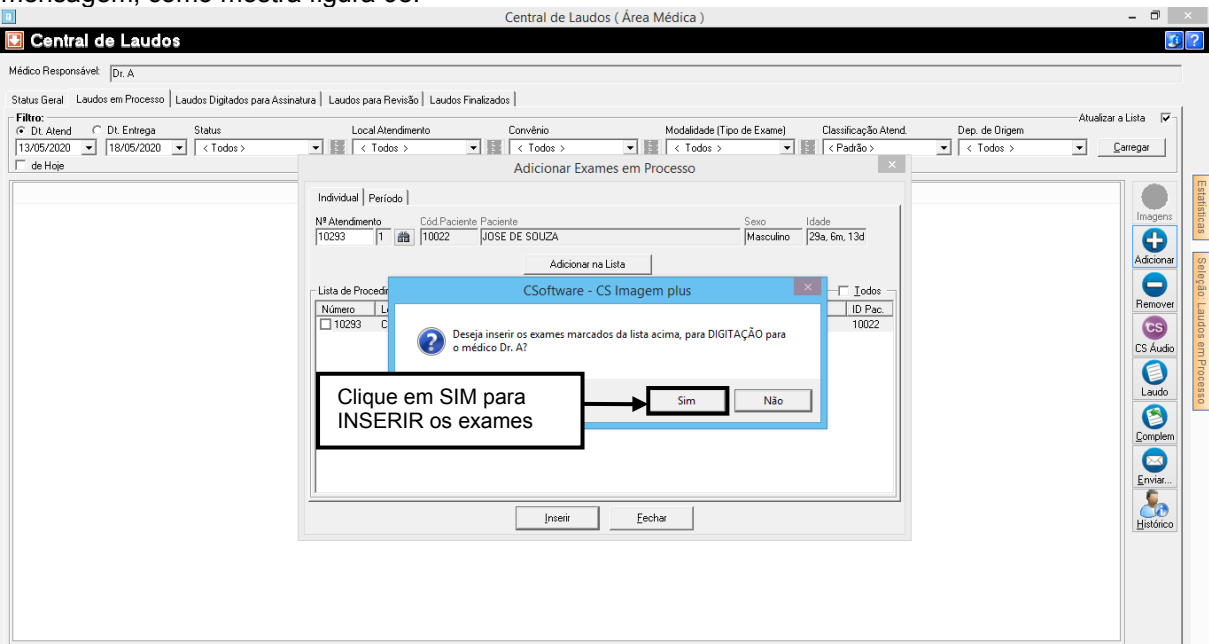 Central de Laudos ( Área Médica )
Central de Laudos
Médico Responsável: Dr. A
Status Geral Laudos em Processo Laudos Digitados para Assinatura Laudos para Revisão Laudos Finalizados
Filtro: Atualizar a Lista
Dt. Atend Dt. Entrega Status Local Atendimento Convênio Modalidade (Tipo de Exame) Classificação Atend. Dep. de Origem
13/05/2020 18/05/2020 < Todos > < Todos > < Todos > < Todos > < Padrão > < Todos > Carregar
de Hoje
Adicionar Exames em Processo
Individual Período
Nº Atendimento Cód.Paciente Paciente Sexo Idade
10293 1 10022 JOSE DE SOUZA Masculino 29a, 6m, 13d
Adicionar na Lista
Todos
Número ID Pac.
10293 10022
CSoftware - CS Imagem plus
Deseja inserir os exames marcados da lista acima, para DIGITAÇÃO para
o médico Dr. A?
Sim Não
Clique em SIM para
INSERIR os exames
Inserir Fechar
Imagens
Adicionar
Remover
CS
CS Áudio
Laudo
Complem
Enviar...
Histórico
Estatísticas
Seleção: Laudos em Processo